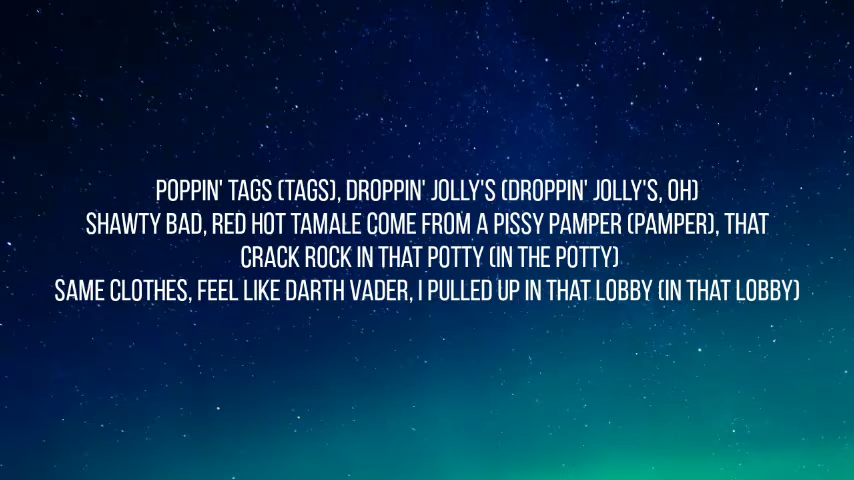 POPPIN' TAGS (TAGS), DROPPIN' JOLLY'S (DROPPIN' JOLLY'S, OH)
SHAWTY BAD, RED HOT TAMALE COME FROM A PISSY PAMPER (PAMPER), THAT
CRACK ROCK IN THAT POTTY (IN THE POTTY)
SAME CLOTHES, FEEL LIKE DARTH VADER, I PULLED UP IN THAT LOBBY (IN THAT LOBBY)